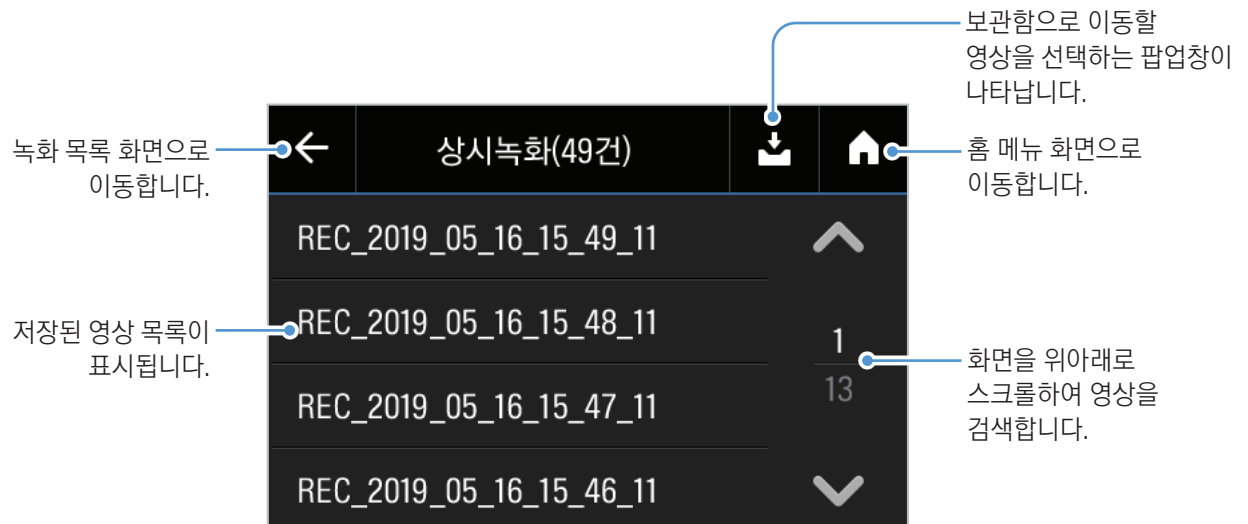 보관함으로 이동할
영상을 선택하는 팝업창이
나타납니다.
녹화 목록 화면으로
이동합니다.
상시녹화(49건)
홈 메뉴 화면으로
이동합니다.
REC_2019_05_16_15_49_11
저장된 영상 목록이
표시됩니다.
REC_2019_05_16_15_48_11
1
13
화면을 위아래로
스크롤하여 영상을
검색합니다.
REC_2019_05_16_15_47_11
REC_2019_05_16_15_46_11